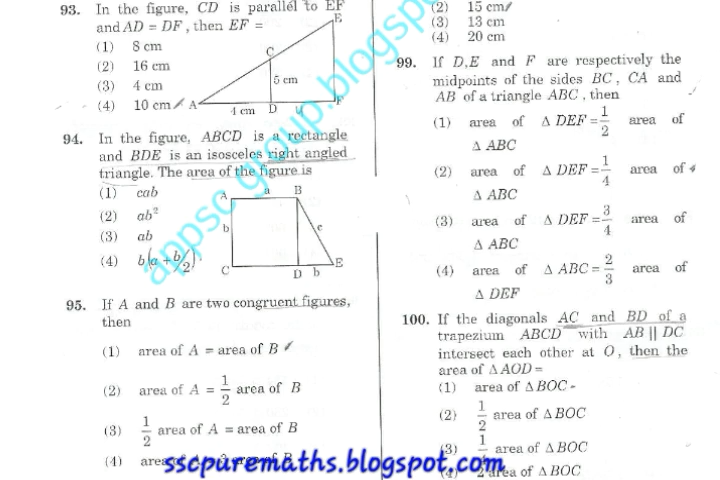 93. In the figure, CD is parallel to EF
and AD = DF, then EF =
(1) 8 cm
(2) 16 cm
(3) 4 cm
(4) 10 cm
E
C
5 cm
A
4 cm D 4 F
94. In the figure, ABCD is a rectangle
and BDE is an isosceles right angled
triangle. The area of the figure is
(1) cab
(2) ab²
(3) ab
(4) b(a + b/2)
A a B
b c
C D b E
95. If A and B are two congruent figures,
then
(1) area of A = area of B
(2) area of A = 1/2 area of B
(3) 1/2 area of A = area of B
(4)
(2) 15 cm
(3) 13 cm
(4) 20 cm
99. If D,E and F are respectively the
midpoints of the sides BC, CA and
AB of a triangle ABC, then
(1) area of Δ DEF = 1/2 area of
Δ ABC
(2) area of Δ DEF = 1/4 area of
Δ ABC
(3) area of Δ DEF = 3/4 area of
Δ ABC
(4) area of Δ ABC = 2/3 area of
Δ DEF
100. If the diagonals AC and BD of a
trapezium ABCD with AB || DC
intersect each other at O, then the
area of Δ AOD =
(1) area of Δ BOC
(2) 1/2 area of Δ BOC
(3) area of Δ BOC
(4) 2 area of Δ BOC
appsc group.blogspo
sscpuremaths.blogspot.com